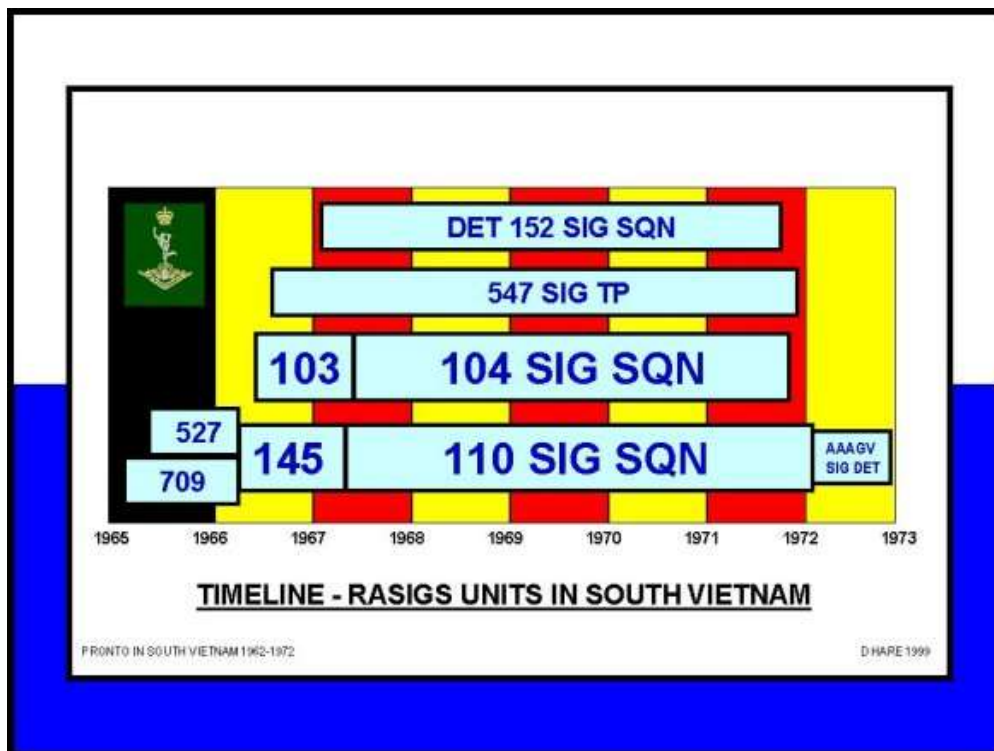 DET 152 SIG SQN
547 SIG TP
103
104 SIG SQN
527
709
145
110 SIG SQN
AAAGV
SIG DET
1965 1966 1967 1968 1969 1970 1971 1972 1973
TIMELINE - RASIGS UNITS IN SOUTH VIETNAM
PRONTO IN SOUTH VIETNAM 1962-1972
D HARE 1999